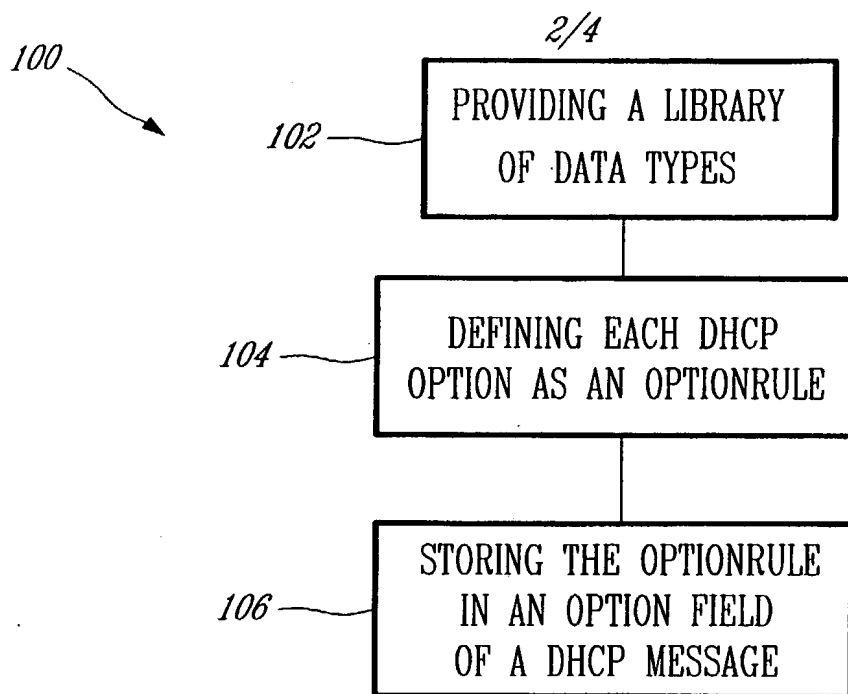 2/4
100
102
PROVIDING A LIBRARY
OF DATA TYPES
104
DEFINING EACH DHCP
OPTION AS AN OPTIONRULE
106
STORING THE OPTIONRULE
IN AN OPTION FIELD
OF A DHCP MESSAGE